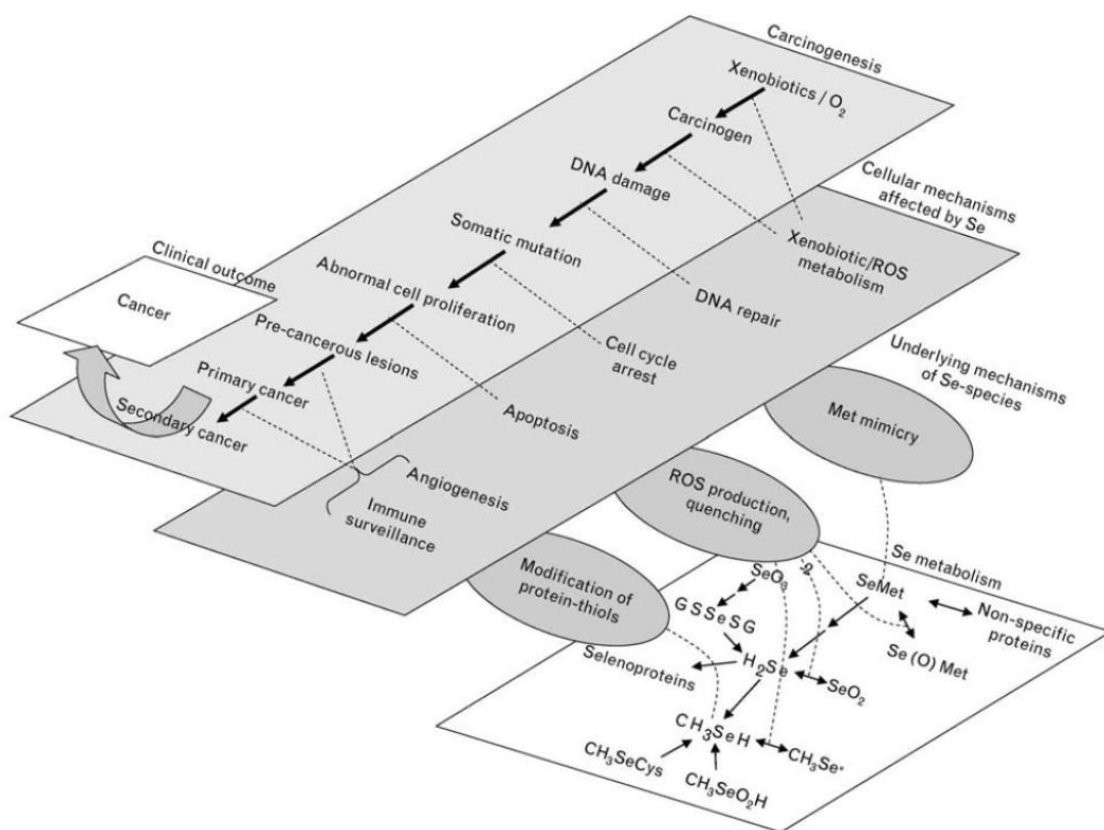 Carcinogenesis
Xenobiotics / O₂
Carcinogen
DNA damage
Somatic mutation
Abnormal cell proliferation
Pre-cancerous lesions
Primary cancer
Secondary cancer
Clinical outcome
Cancer
Cellular mechanisms
affected by Se
Xenobiotic/ROS
metabolism
DNA repair
Cell cycle
arrest
Apoptosis
Angiogenesis
Immune
surveillance
Underlying mechanisms
of Se-species
Met mimicry
ROS production,
quenching
Modification of
protein-thiols
Se metabolism
SeO₃
?
SeMet
GSSeSG
Non-specific
proteins
Se (O) Met
Selenoproteins
H₂Se
SeO₂
CH₃SeH
CH₃Se•
CH₃SeCys
CH₃SeO₂H